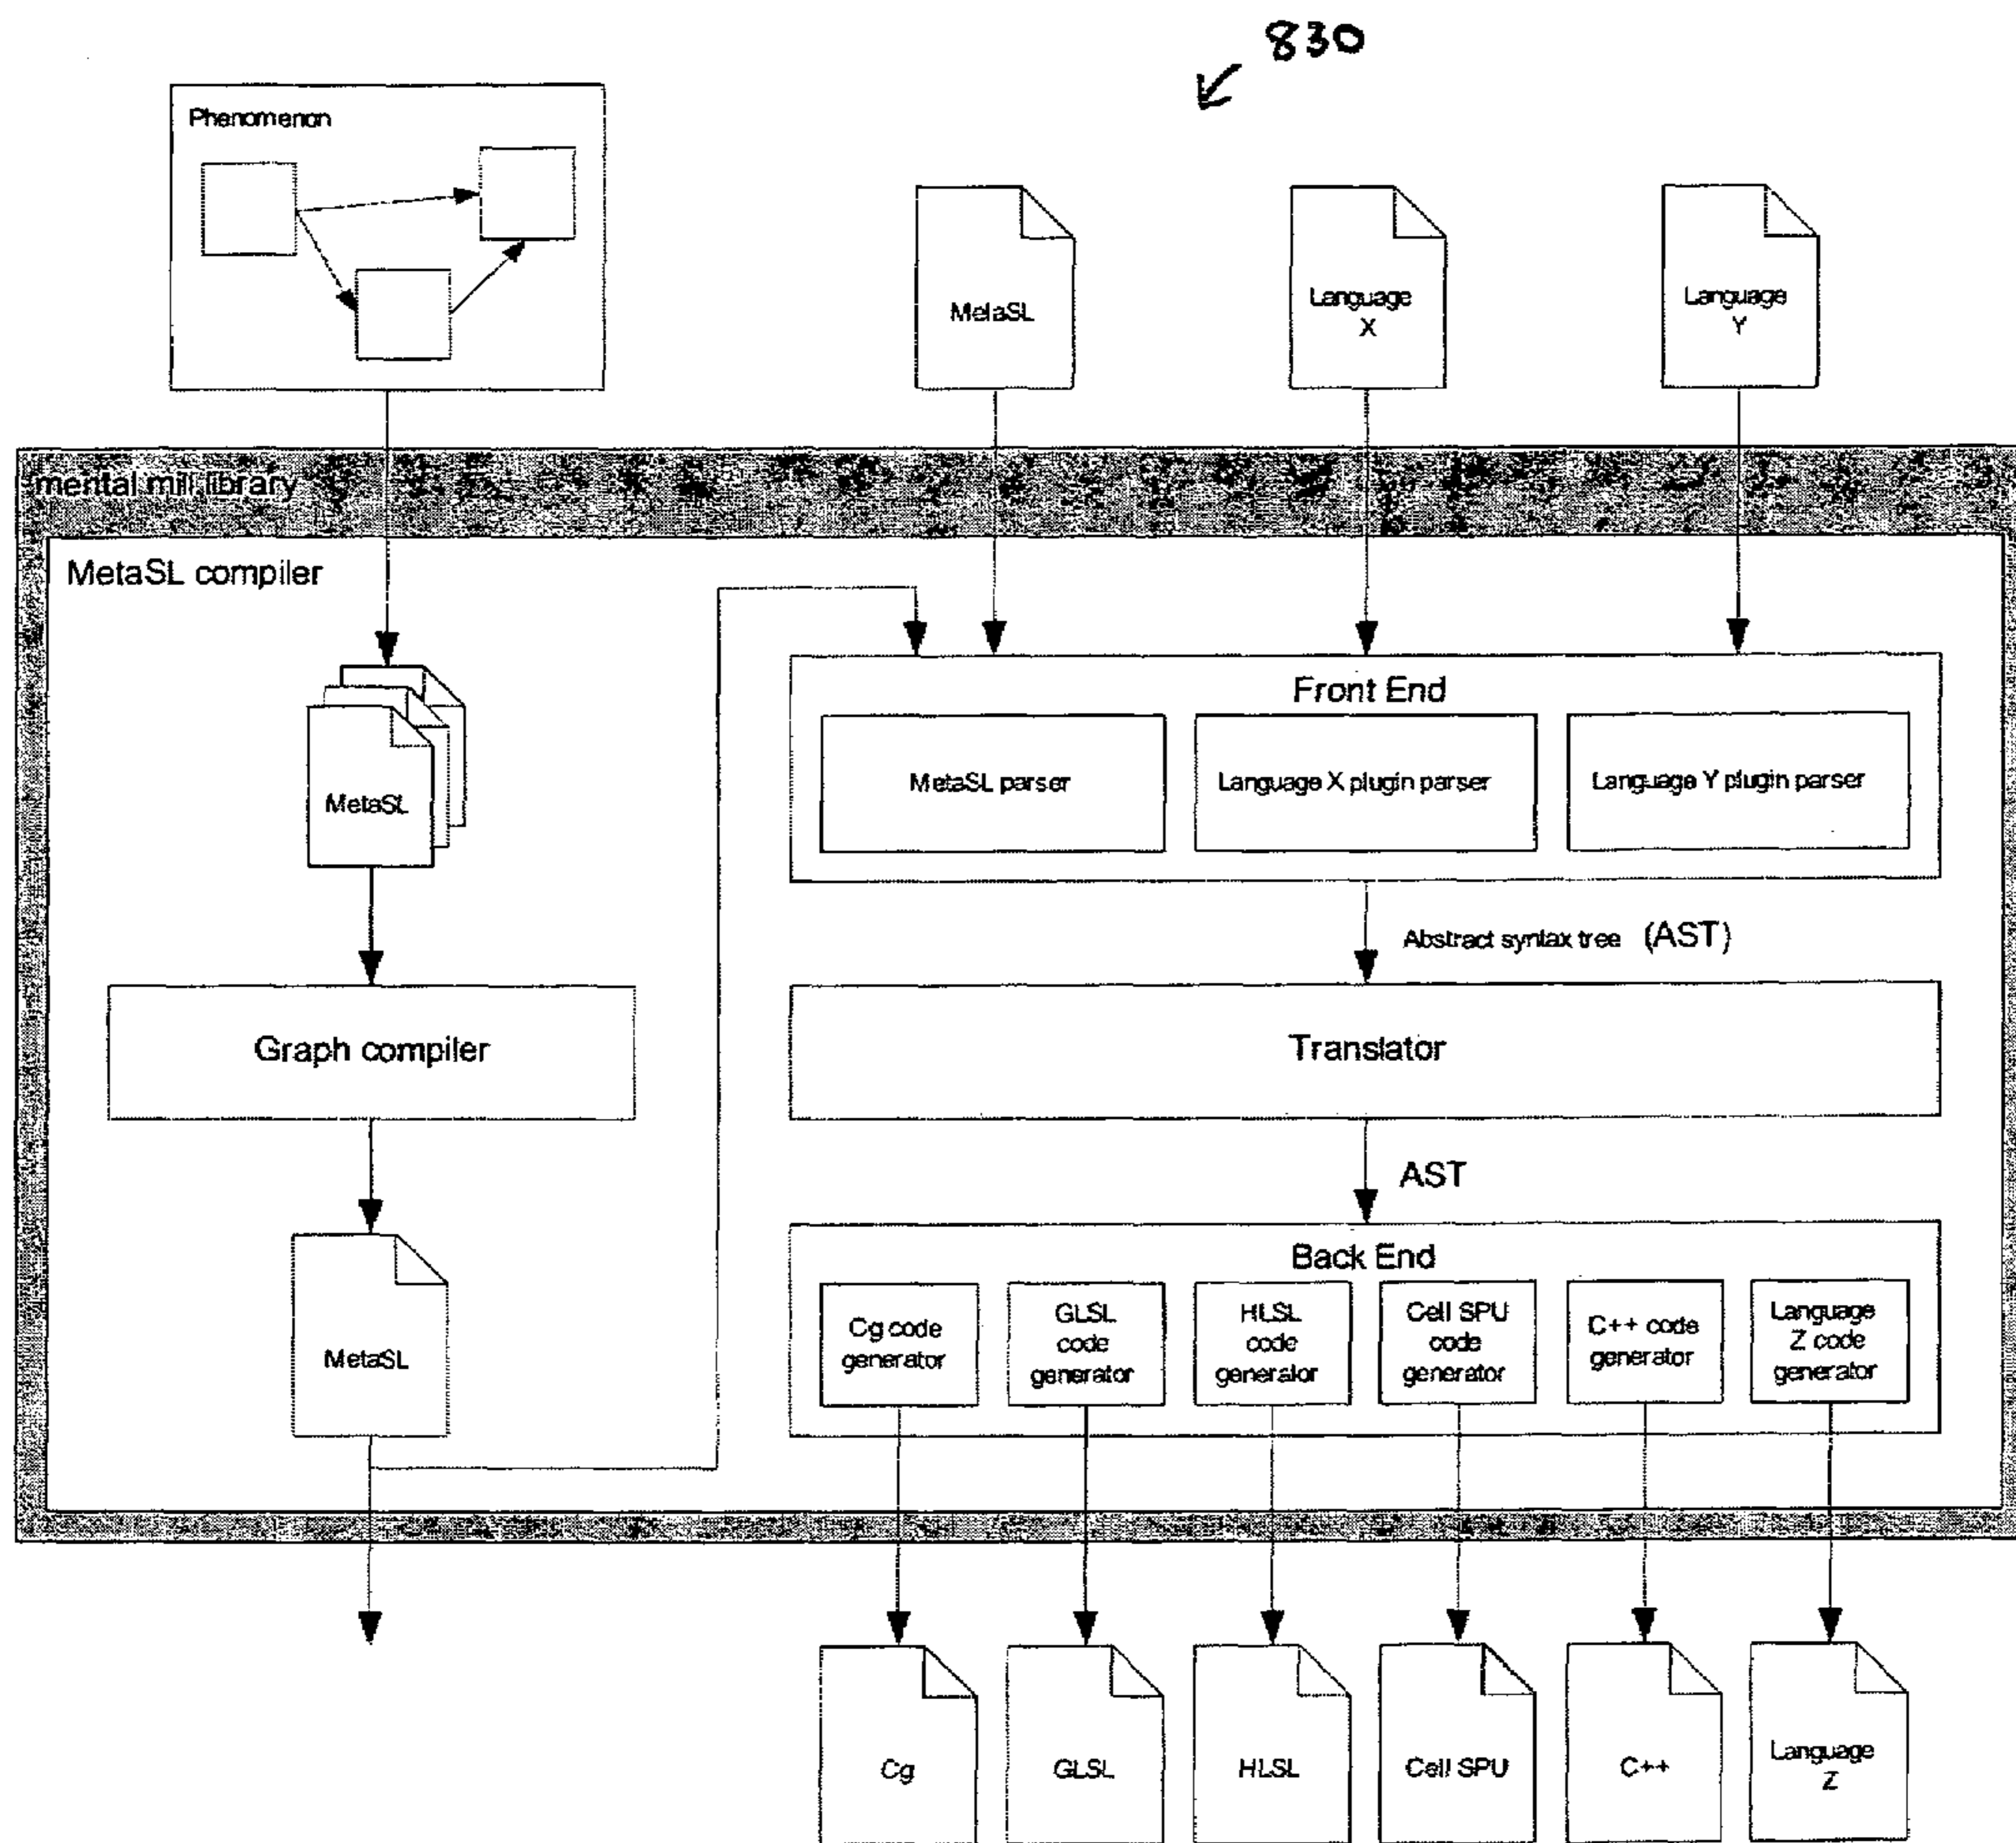 830
Phenomenon
MetaSL
Language
X
Language
Y
mental mill library
MetaSL compiler
Front End
MetaSL parser
Language X plugin parser
Language Y plugin parser
MetaSL
Abstract syntax tree (AST)
Graph compiler
Translator
AST
Back End
Cg code
generator
GLSL
code
generator
HLSL
code
generator
Cell SPU
code
generator
C++ code
generator
Language
Z code
generator
MetaSL
Cg
GLSL
HLSL
Cell SPU
C++
Language
Z